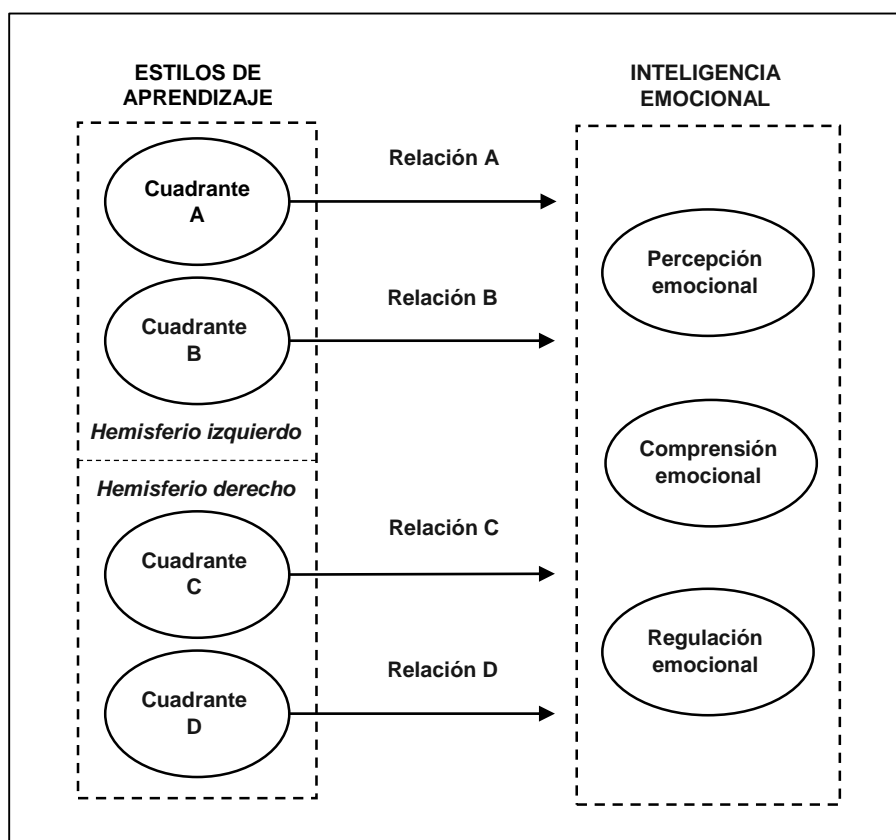 ESTILOS DE
APRENDIZAJE
INTELIGENCIA
EMOCIONAL
Cuadrante
A
Relación A
Cuadrante
B
Relación B
Percepción
emocional
Hemisferio izquierdo
Hemisferio derecho
Comprensión
emocional
Cuadrante
C
Relación C
Cuadrante
D
Relación D
Regulación
emocional